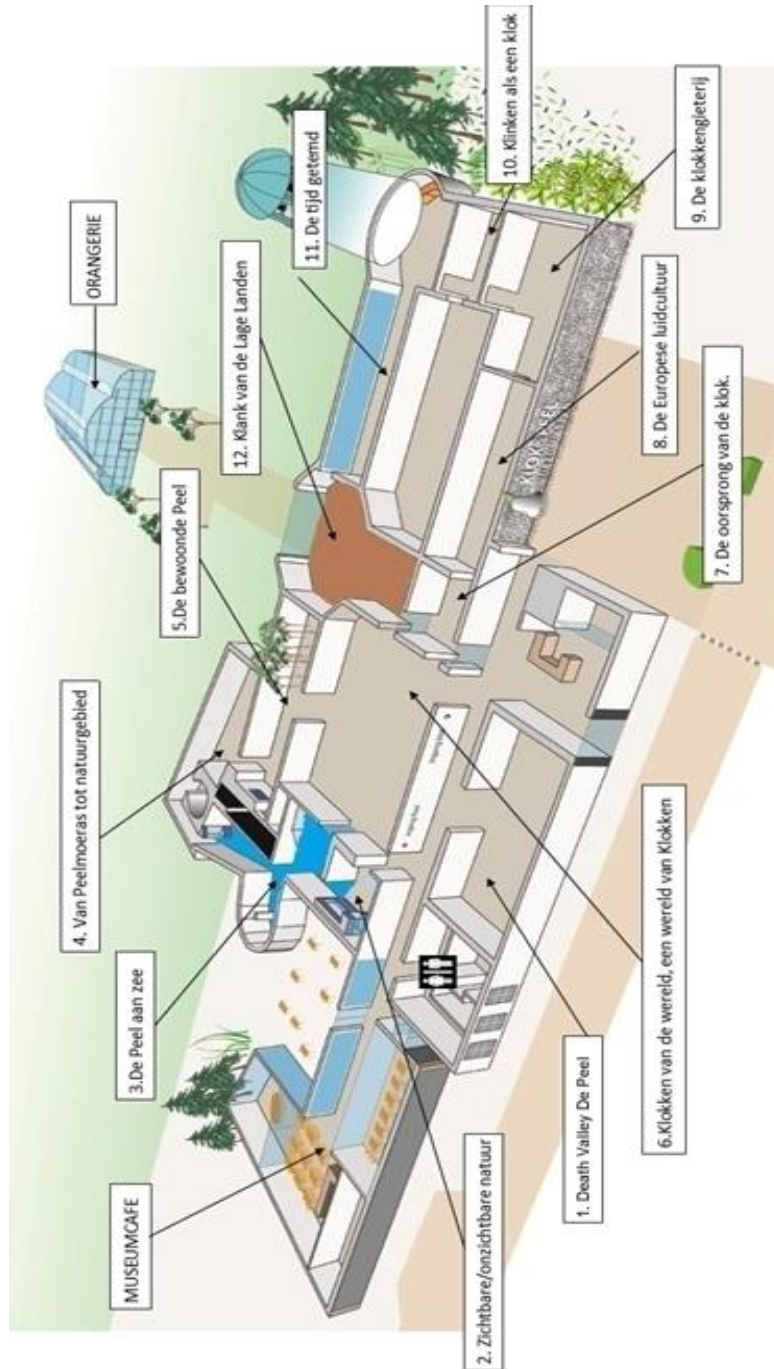 MUSEUMCAFE
3.De Peel aan zee
4. Van Peelmoeras tot natuurgebied
5.De bewoonde Peel
ORANGERIE
12. Klank van de Lage Landen
11. De tijd getemd
10. Klinken als een klok
KLOK & PEEL
2. Zichtbare/onzichtbare natuur
1. Death Valley De Peel
6.Klokken van de wereld, een wereld van Klokken
7. De oorsprong van de klok.
8. De Europese luidcultuur
9. De klokkengieterij